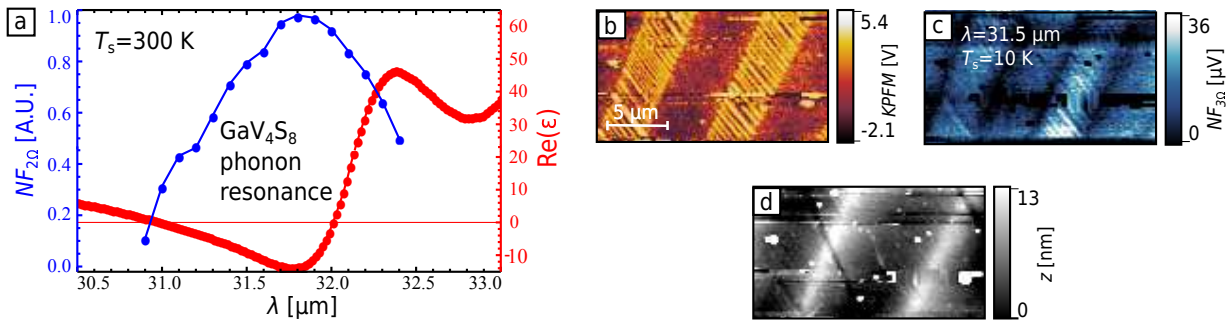 a
T_s=300 K
GaV₄S₈
phonon
resonance
NF_2Ω [A.U.]
1.0
0.8
0.6
0.4
0.2
0.0
Re(ε)
60
50
40
30
20
10
0
-10
30.5 31.0 31.5 32.0 32.5 33.0
λ [μm]
b
5 μm
5.4
-2.1
KPFM [V]
c
λ=31.5 μm
T_s=10 K
36
0
NF_3Ω [μV]
d
13
0
z [nm]